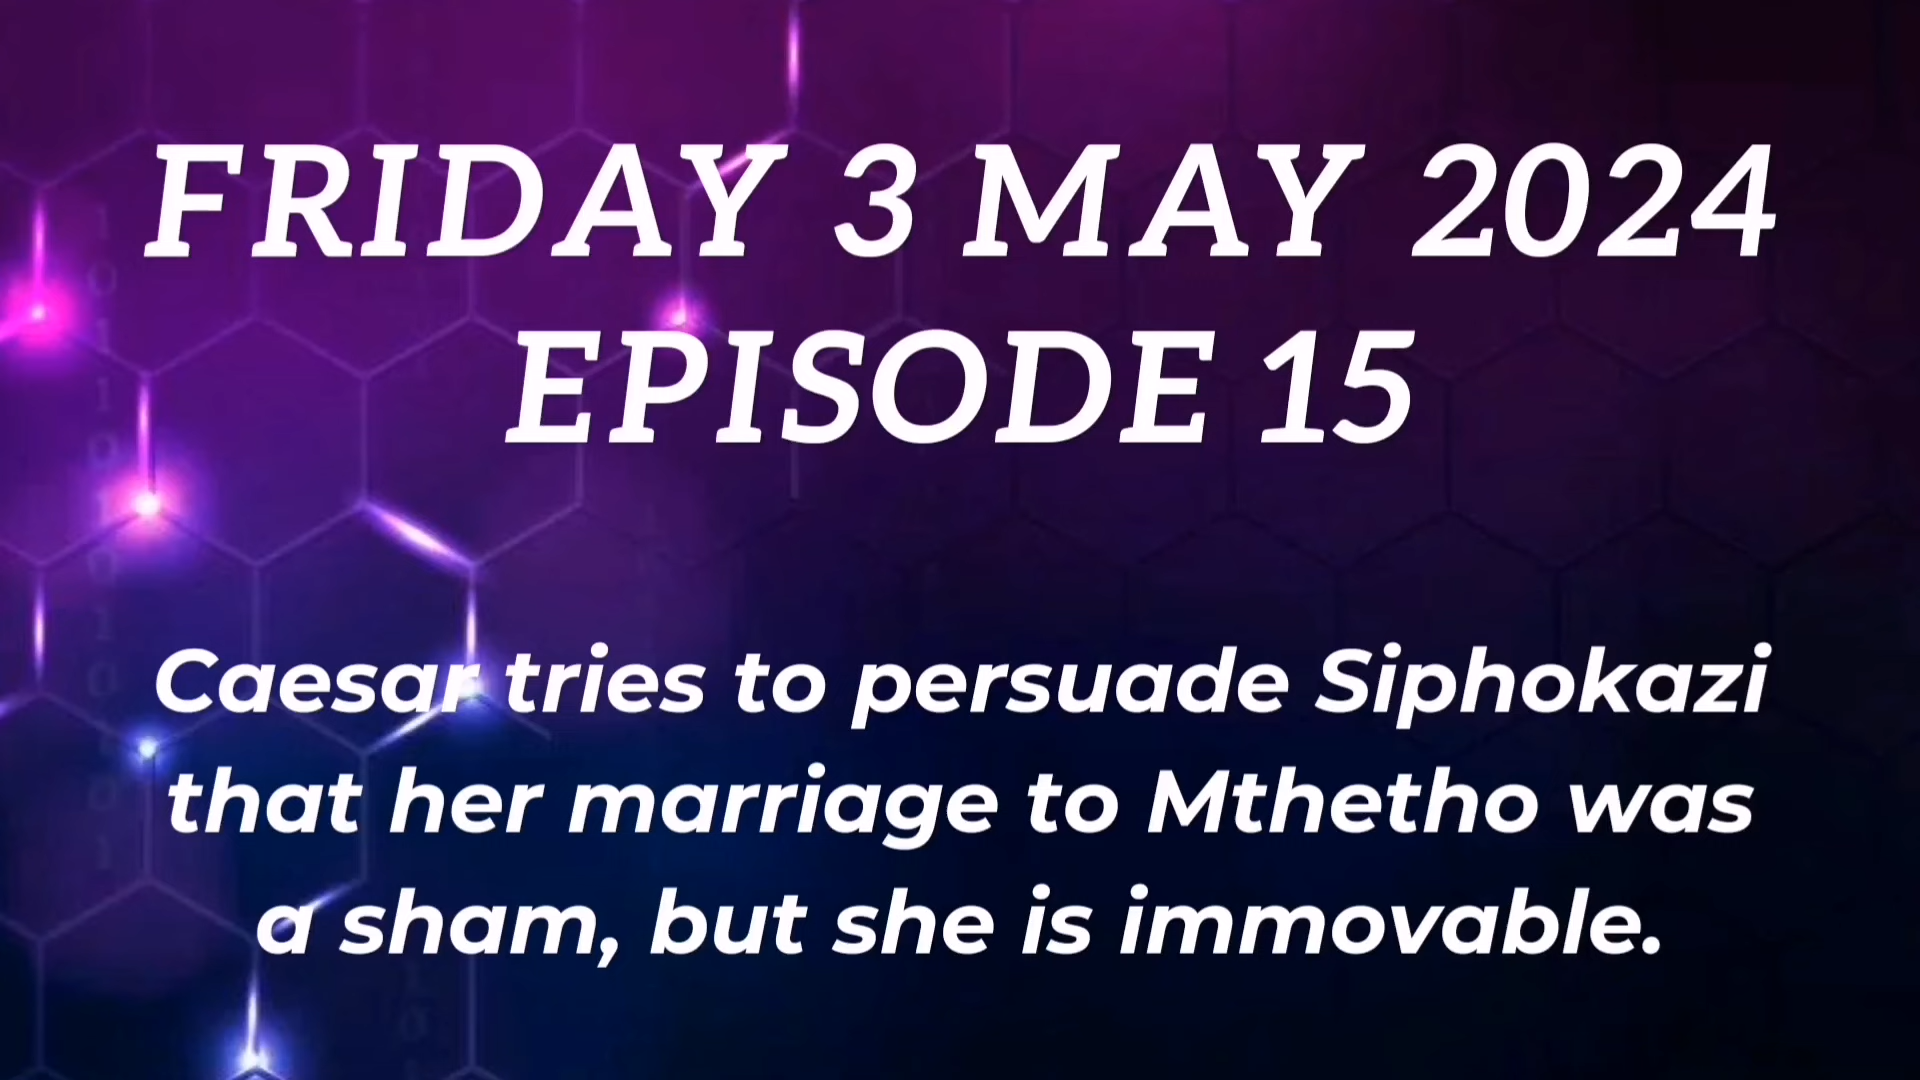 FRIDAY 3 MAY 2024
EPISODE 15
Caesar tries to persuade Siphokazi
that her marriage to Mthetho was
a sham, but she is immovable.